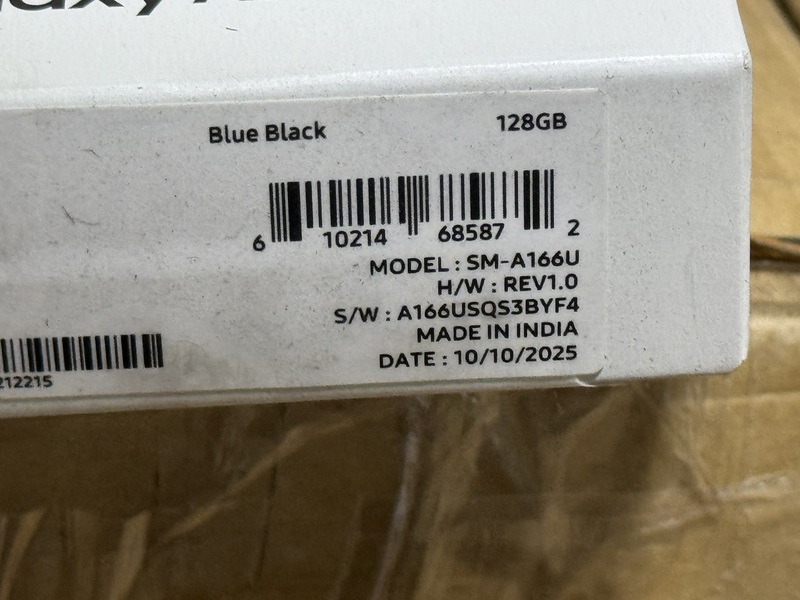 Blue Black 128GB
6 10214 68587 2
MODEL : SM-A166U
H/W : REV1.0
S/W : A166USQS3BYF4
MADE IN INDIA
212215
DATE : 10/10/2025